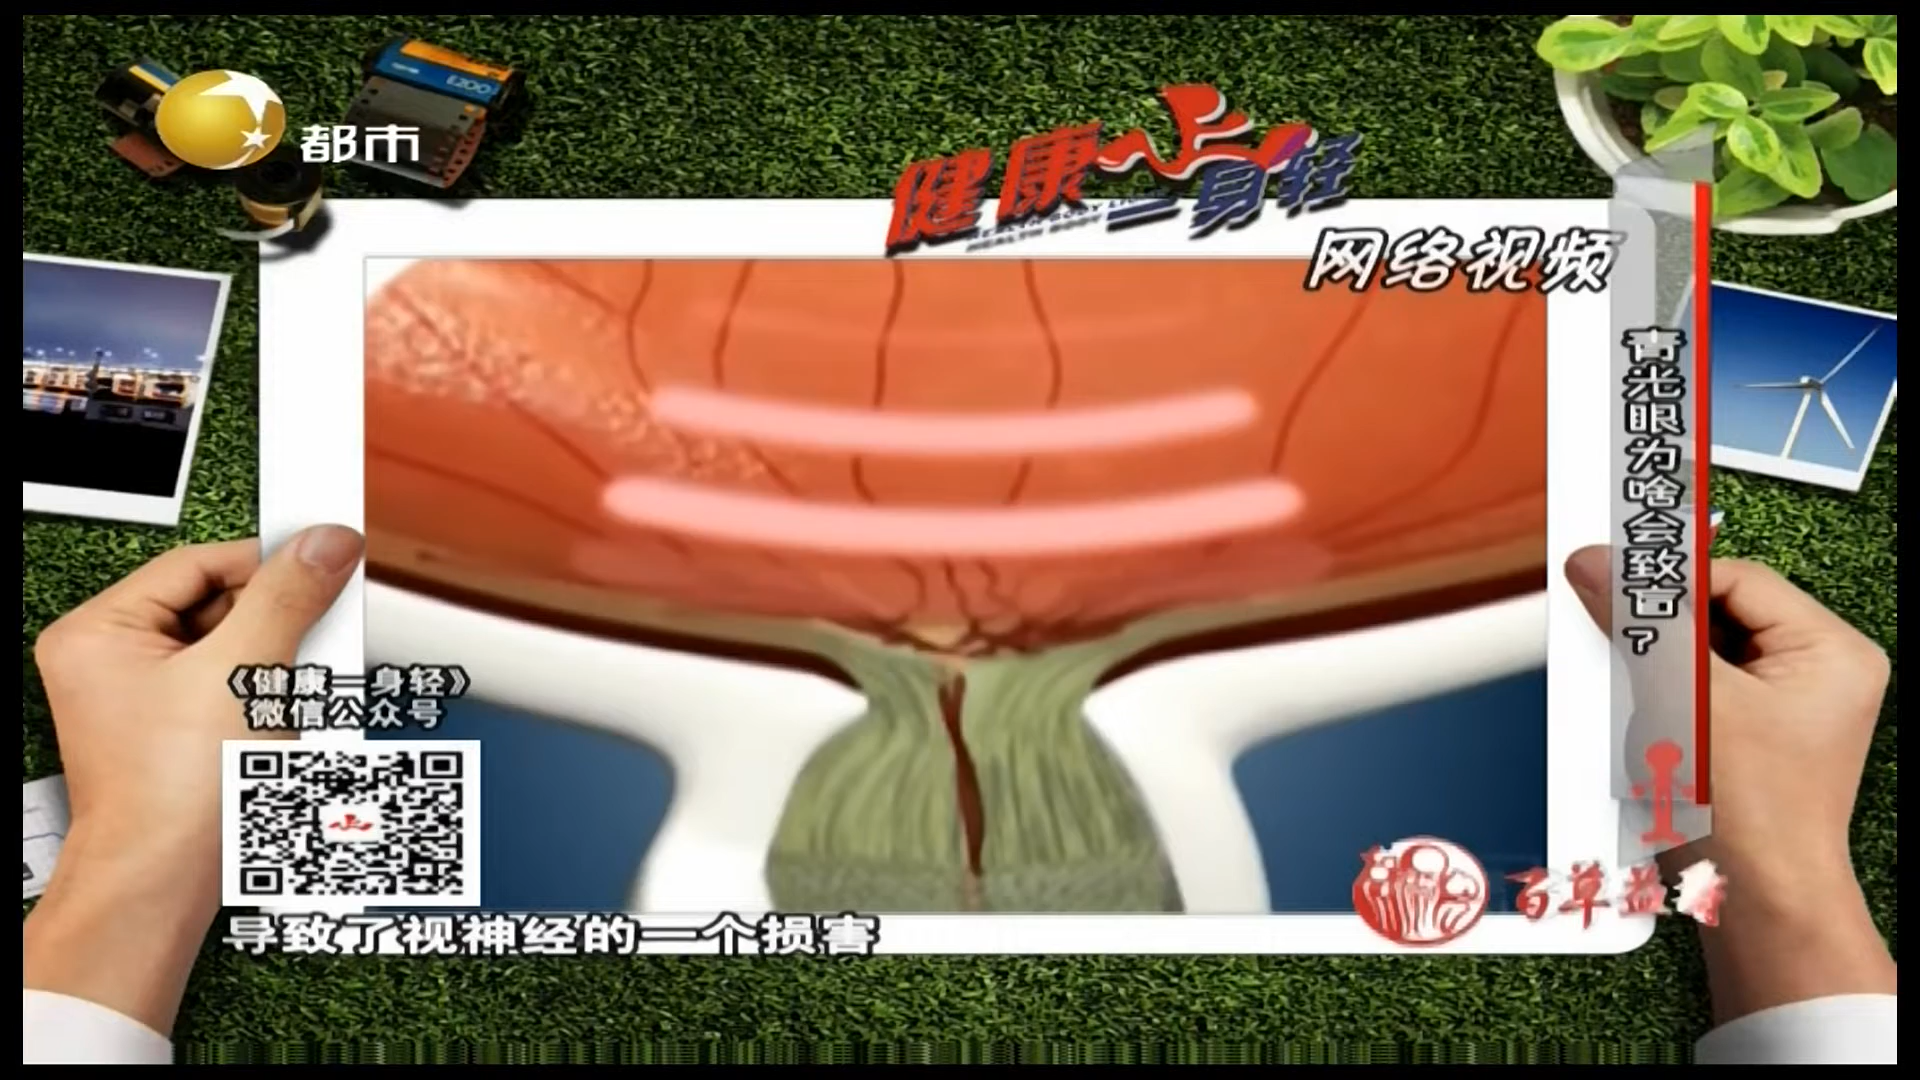 E200
都市
健康一身轻
网络视频
青光眼为啥会致盲?
《健康一身轻》
微信公众号
百草益寿
导致了视神经的一个损害